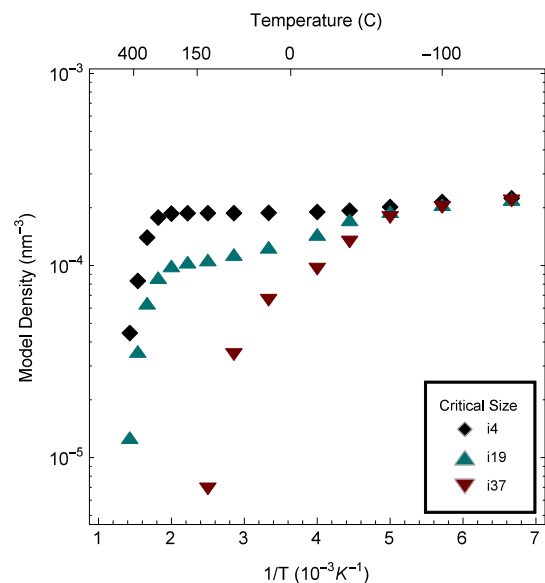 Temperature (C)
400 150 0 −100
10⁻³
10⁻⁴
10⁻⁵
Model Density (nm⁻³)
Critical Size
i4
i19
i37
1 2 3 4 5 6 7
1/T (10⁻³K⁻¹)